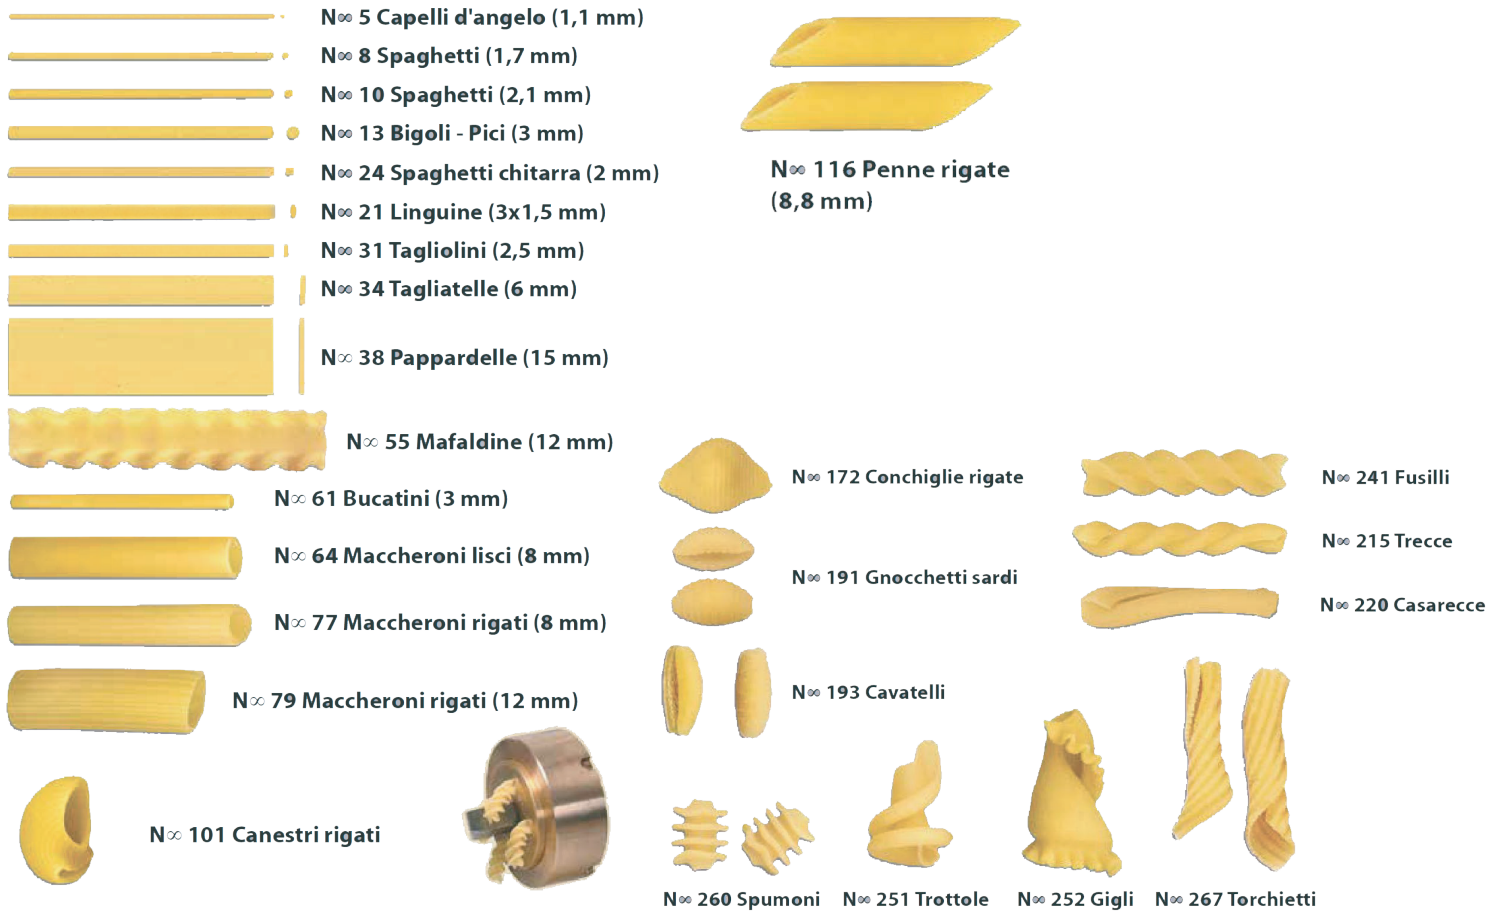 N∞ 5 Capelli d'angelo (1,1 mm)
N∞ 8 Spaghetti (1,7 mm)
N∞ 10 Spaghetti (2,1 mm)
N∞ 13 Bigoli - Pici (3 mm)
N∞ 24 Spaghetti chitarra (2 mm)
N∞ 21 Linguine (3x1,5 mm)
N∞ 31 Tagliolini (2,5 mm)
N∞ 34 Tagliatelle (6 mm)
N∞ 38 Pappardelle (15 mm)
N∞ 55 Mafaldine (12 mm)
N∞ 61 Bucatini (3 mm)
N∞ 64 Maccheroni lisci (8 mm)
N∞ 77 Maccheroni rigati (8 mm)
N∞ 79 Maccheroni rigati (12 mm)
N∞ 101 Canestri rigati
N∞ 116 Penne rigate
(8,8 mm)
N∞ 172 Conchiglie rigate
N∞ 191 Gnocchetti sardi
N∞ 193 Cavatelli
N∞ 241 Fusilli
N∞ 215 Trecce
N∞ 220 Casarecce
N∞ 260 Spumoni
N∞ 251 Trottole
N∞ 252 Gigli
N∞ 267 Torchietti